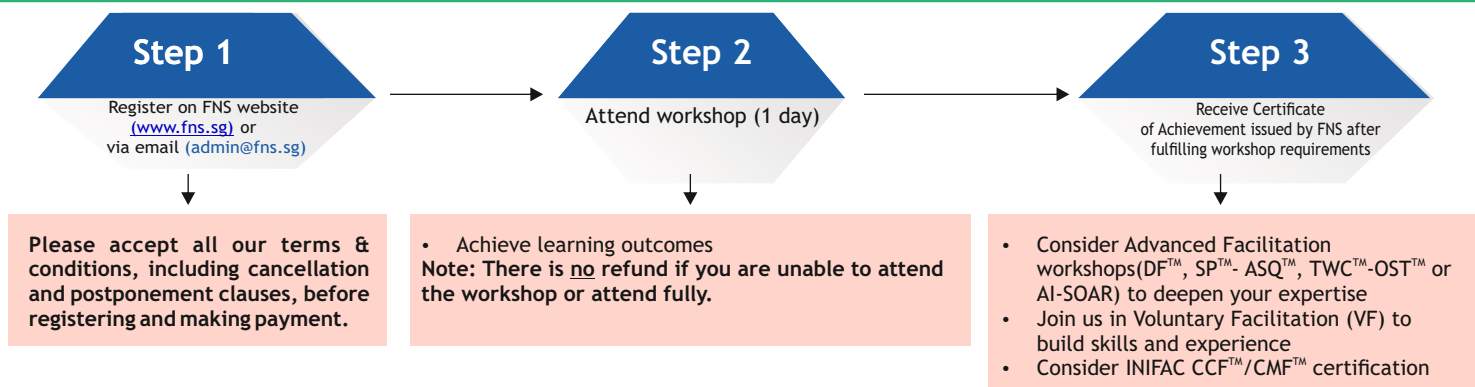 Step 1
Register on FNS website
(www.fns.sg) or
via email (admin@fns.sg)
Please accept all our terms &
conditions, including cancellation
and postponement clauses, before
registering and making payment.
Step 2
Attend workshop (1 day)
• Achieve learning outcomes
Note: There is no refund if you are unable to attend
the workshop or attend fully.
Step 3
Receive Certificate
of Achievement issued by FNS after
fulfilling workshop requirements
• Consider Advanced Facilitation
workshops(DF™, SP™- ASQ™, TWC™-OST™ or
AI-SOAR) to deepen your expertise
• Join us in Voluntary Facilitation (VF) to
build skills and experience
• Consider INIFAC CCF™/CMF™ certification